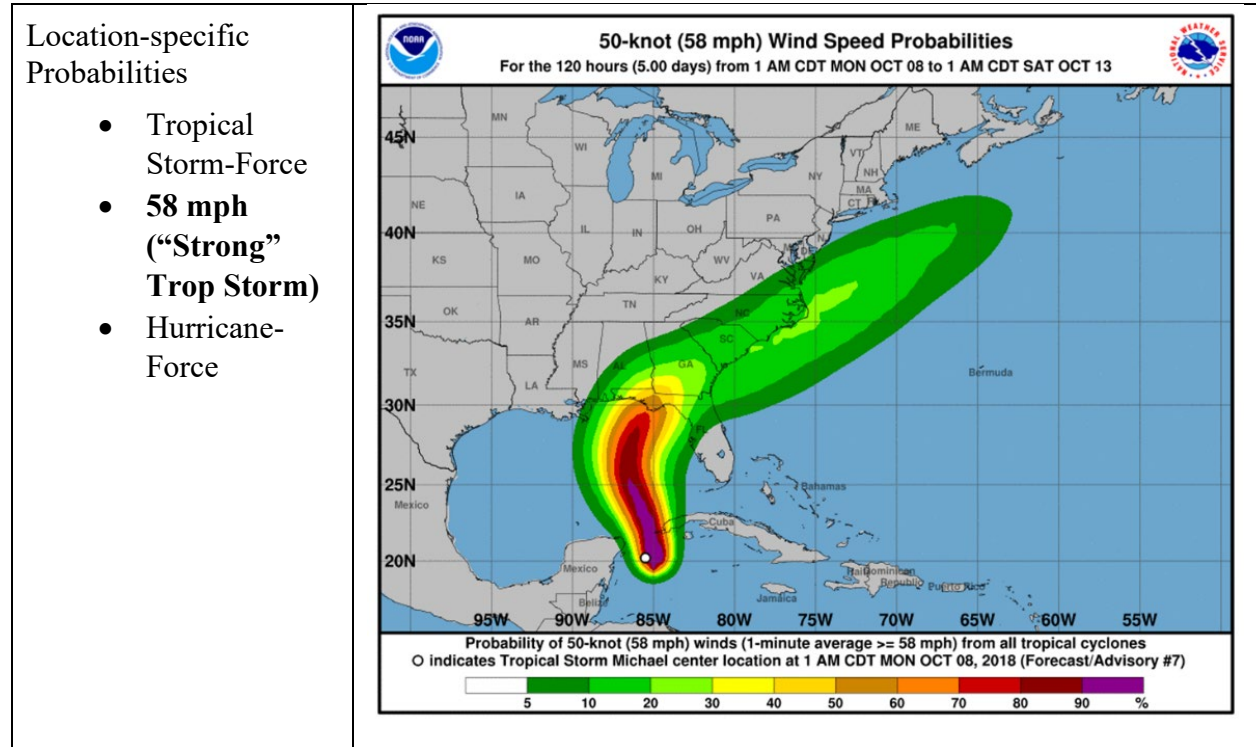 Location-specific
Probabilities
• Tropical
Storm-Force
• 58 mph
(“Strong”
Trop Storm)
• Hurricane-
Force
NOAA
NATIONAL WEATHER SERVICE
50-knot (58 mph) Wind Speed Probabilities
For the 120 hours (5.00 days) from 1 AM CDT MON OCT 08 to 1 AM CDT SAT OCT 13
MN
ME
45N
WI
VT
NH
MI
NY
MA
CT
IA
NE
PA
40N
IL
IN
OH
KS
MO
WV
VA
KY
35N
OK
TN
NC
AR
SC
MS
AL
GA
TX
LA
Bermuda
30N
FL
25N
Bahamas
Mexico
Cuba
20N
Mexico
Dominican
Republic
Puerto Rico
Belize
Jamaica
95W 90W 85W 80W 75W 70W 65W 60W 55W
Probability of 50-knot (58 mph) winds (1-minute average >= 58 mph) from all tropical cyclones
O indicates Tropical Storm Michael center location at 1 AM CDT MON OCT 08, 2018 (Forecast/Advisory #7)
5 10 20 30 40 50 60 70 80 90 %